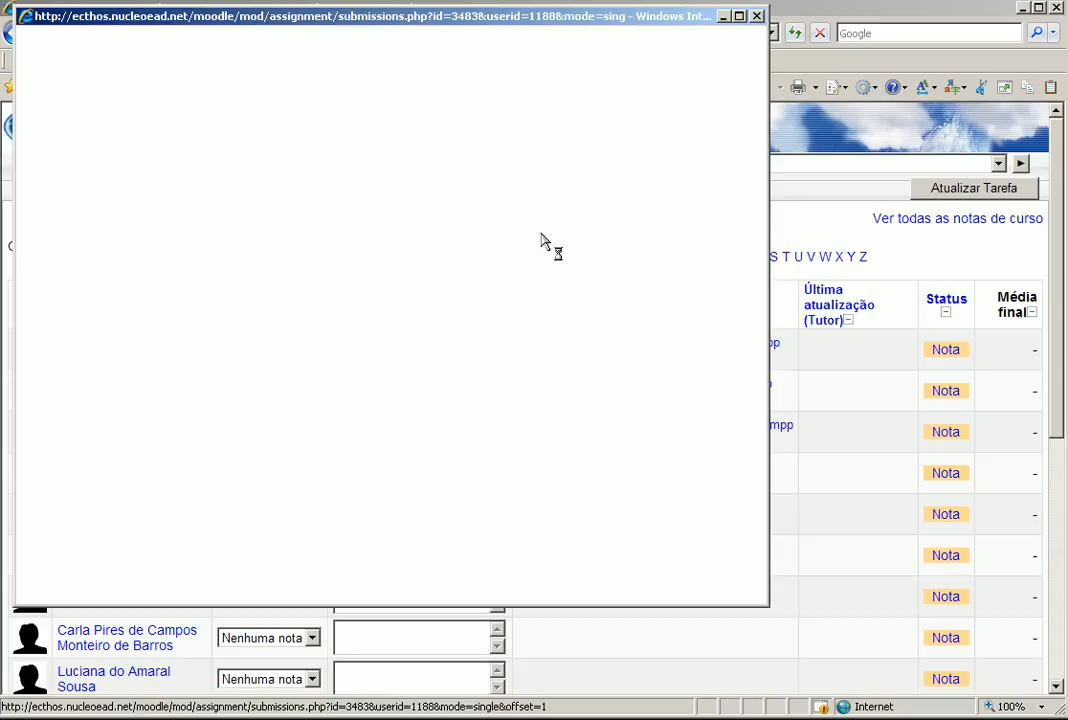 http://ecthos.nucleoead.net/moodle/mod/assignment/submissions.php?id=3483&userid=1188&mode=sing - Windows Int...
Google
Atualizar Tarefa
Ver todas as notas de curso
S T U V W X Y Z
Última atualização (Tutor)
Status
Média final
pp
Nota
-
Nota
-
mpp
Nota
-
Nota
-
Nota
-
Nota
-
Nota
-
Carla Pires de Campos Monteiro de Barros
Nenhuma nota
Nota
-
Luciana do Amaral Sousa
Nenhuma nota
Nota
-
http://ecthos.nucleoead.net/moodle/mod/assignment/submissions.php?id=3483&userid=1188&mode=single&offset=1
Internet
100%